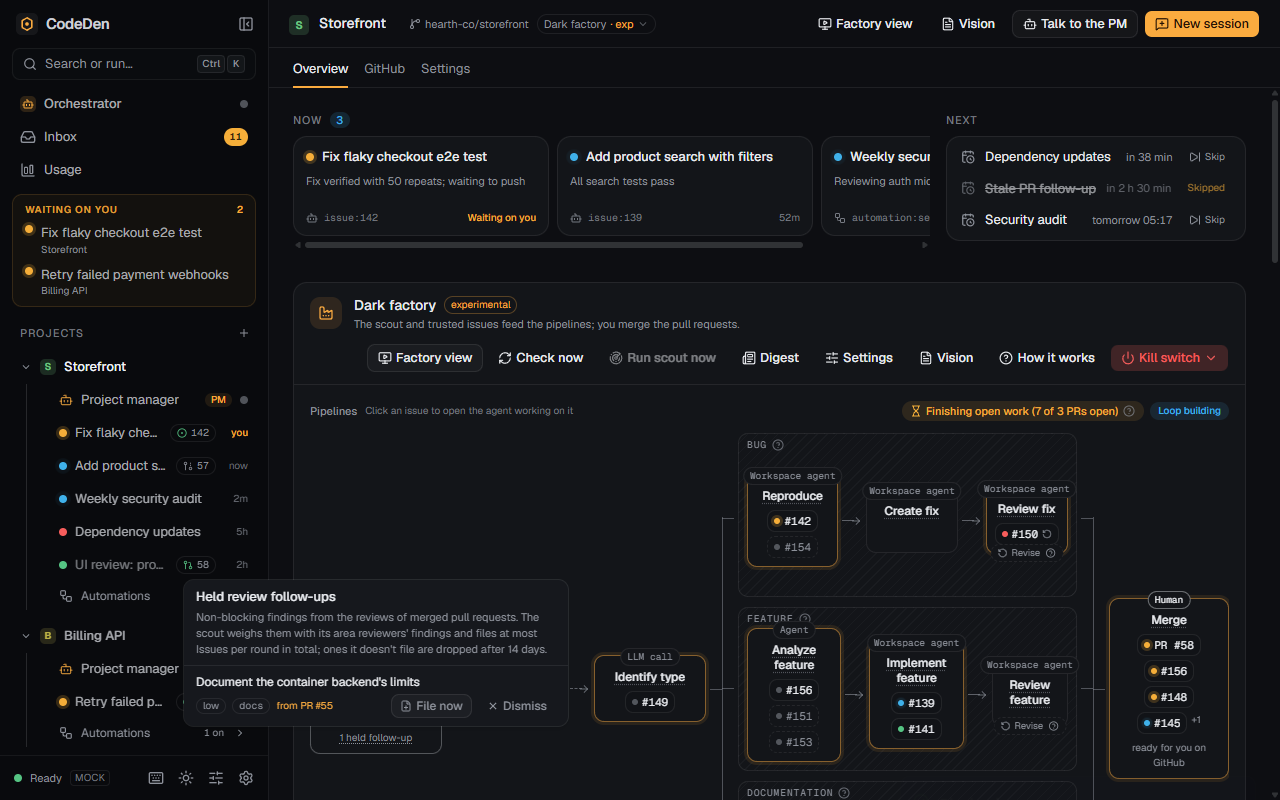 CodeDen
Search or run…
Ctrl K
Orchestrator
Inbox
11
Usage
WAITING ON YOU 2
Fix flaky checkout e2e test
Storefront
Retry failed payment webhooks
Billing API
PROJECTS
S Storefront
Project manager PM
Fix flaky che… 142 you
Add product s… 57 now
Weekly security audit 2m
Dependency updates 5h
UI review: pro… 58 2h
Automations
B Billing API
Project manager
Retry failed p…
Automations 1 on
Ready MOCK
S Storefront
hearth-co/storefront
Dark factory · exp
Factory view
Vision
Talk to the PM
New session
Overview
GitHub
Settings
NOW 3
Fix flaky checkout e2e test
Fix verified with 50 repeats; waiting to push
issue:142
Waiting on you
Add product search with filters
All search tests pass
issue:139
52m
Weekly secur
Reviewing auth mid
automation:se
NEXT
Dependency updates in 38 min Skip
Stale PR follow-up in 2 h 30 min Skipped
Security audit tomorrow 05:17 Skip
Dark factory experimental
The scout and trusted issues feed the pipelines; you merge the pull requests.
Factory view
Check now
Run scout now
Digest
Settings
Vision
How it works
Kill switch
Pipelines Click an issue to open the agent working on it
Finishing open work (7 of 3 PRs open)
Loop building
BUG
Workspace agent
Reproduce
#142
#154
Workspace agent
Create fix
Workspace agent
Review fix
#150
Revise
FEATURE
Agent
Analyze
feature
#156
#151
#153
Workspace agent
Implement
feature
#139
#141
Workspace agent
Review
feature
Revise
DOCUMENTATION
Human
Merge
PR #58
#156
#148
#145 +1
ready for you on
GitHub
LLM call
Identify type
#149
Held review follow-ups
Non-blocking findings from the reviews of merged pull requests. The
scout weighs them with its area reviewers' findings and files at most
Issues per round in total; ones it doesn't file are dropped after 14 days.
Document the container backend's limits
low docs from PR #55
File now
Dismiss
1 held follow-up